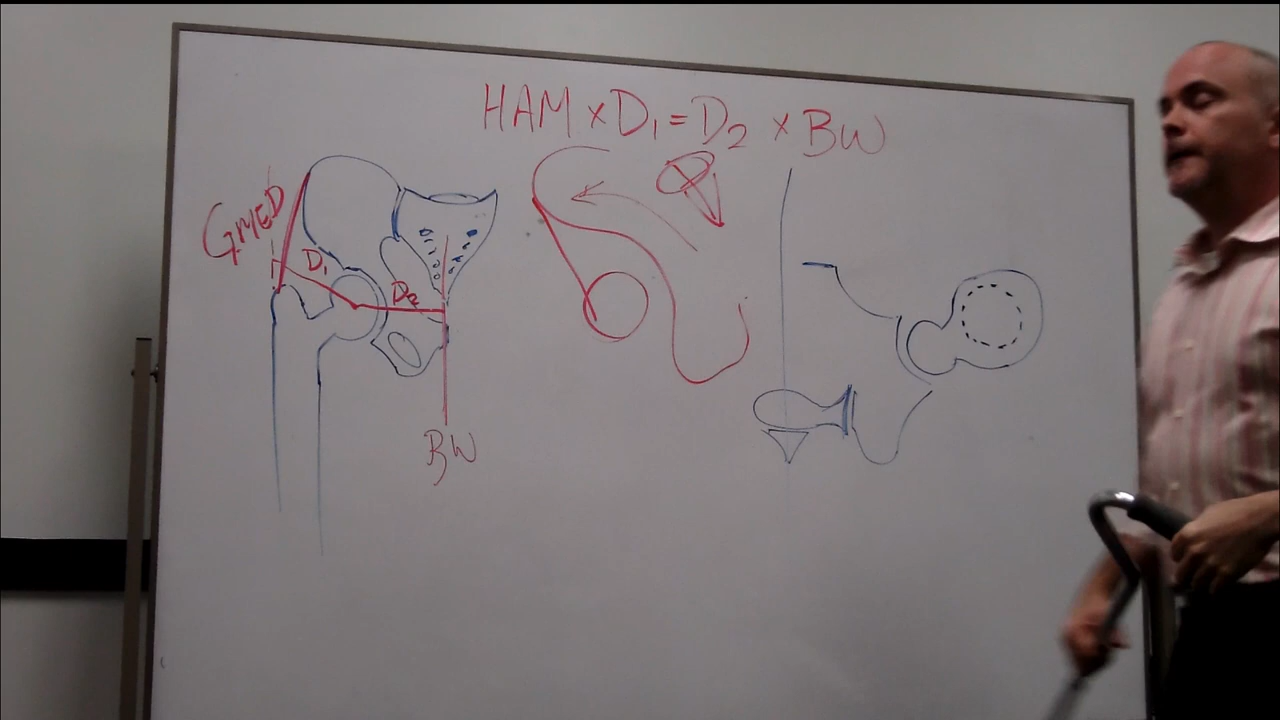 HAM × D₁ = D₂ × BW
GMED
D₁
D₂
BW